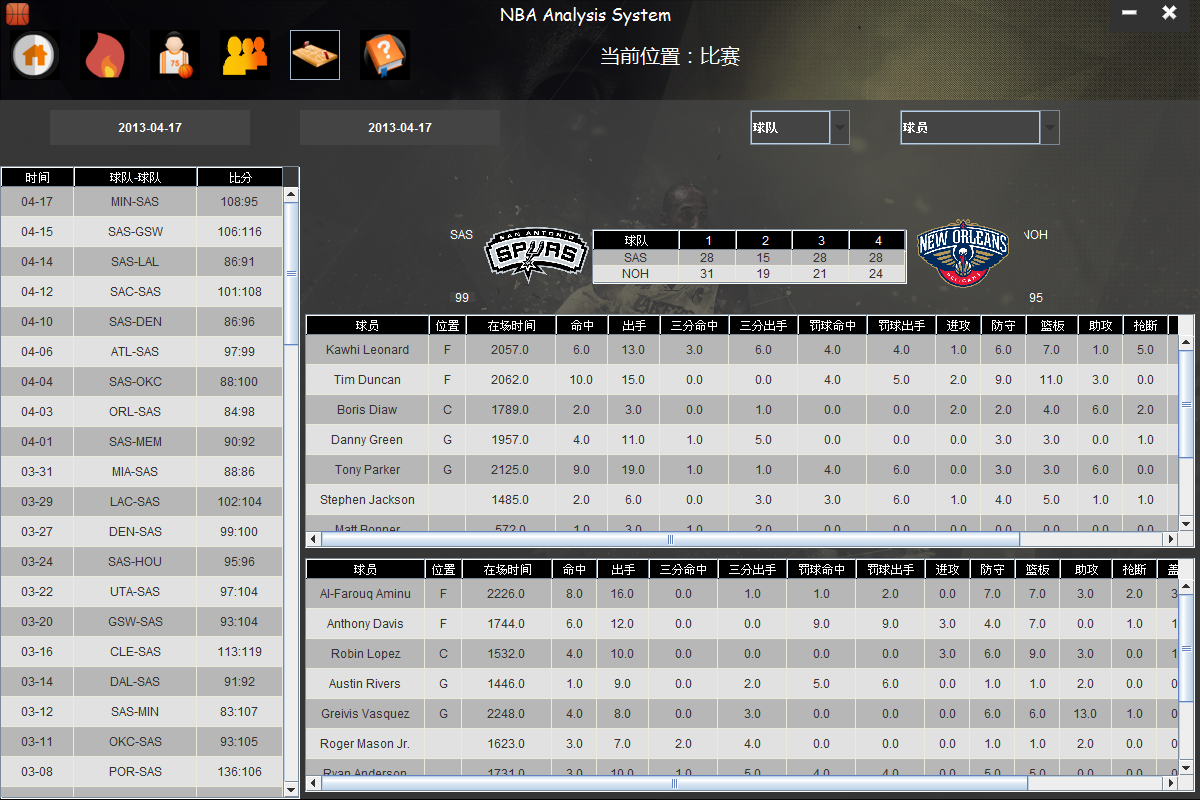 NBA Analysis System
当前位置：比赛
2013-04-17 2013-04-17 球队 球员
时间 球队-球队 比分
04-17 MIN-SAS 108:95
04-15 SAS-GSW 106:116
04-14 SAS-LAL 86:91
04-12 SAC-SAS 101:108
04-10 SAS-DEN 86:96
04-06 ATL-SAS 97:99
04-04 SAS-OKC 88:100
04-03 ORL-SAS 84:98
04-01 SAS-MEM 90:92
03-31 MIA-SAS 88:86
03-29 LAC-SAS 102:104
03-27 DEN-SAS 99:100
03-24 SAS-HOU 95:96
03-22 UTA-SAS 97:104
03-20 GSW-SAS 93:104
03-16 CLE-SAS 113:119
03-14 DAL-SAS 91:92
03-12 SAS-MIN 83:107
03-11 OKC-SAS 93:105
03-08 POR-SAS 136:106
SAS
SAN ANTONIO
SPURS
99
球队 1 2 3 4
SAS 28 15 28 28
NOH 31 19 21 24
NEW ORLEANS
PELICANS
NOH
95
球员 位置 在场时间 命中 出手 三分命中 三分出手 罚球命中 罚球出手 进攻 防守 篮板 助攻 抢断
Kawhi Leonard F 2057.0 6.0 13.0 3.0 6.0 4.0 4.0 1.0 6.0 7.0 1.0 5.0
Tim Duncan F 2062.0 10.0 15.0 0.0 0.0 4.0 5.0 2.0 9.0 11.0 3.0 0.0
Boris Diaw C 1789.0 2.0 3.0 0.0 1.0 0.0 0.0 2.0 2.0 4.0 6.0 2.0
Danny Green G 1957.0 4.0 11.0 1.0 5.0 0.0 0.0 0.0 3.0 3.0 0.0 1.0
Tony Parker G 2125.0 9.0 19.0 1.0 1.0 4.0 6.0 0.0 3.0 3.0 6.0 0.0
Stephen Jackson 1485.0 2.0 6.0 0.0 3.0 3.0 6.0 1.0 4.0 5.0 1.0 1.0
Matt Bonner 572.0 1.0 3.0 1.0 2.0 0.0 0.0 0.0 0.0 0.0 0.0 0.0
球员 位置 在场时间 命中 出手 三分命中 三分出手 罚球命中 罚球出手 进攻 防守 篮板 助攻 抢断 盖
Al-Farouq Aminu F 2226.0 8.0 16.0 0.0 1.0 1.0 2.0 0.0 7.0 7.0 3.0 2.0 3
Anthony Davis F 1744.0 6.0 12.0 0.0 0.0 9.0 9.0 3.0 4.0 7.0 0.0 1.0 1
Robin Lopez C 1532.0 4.0 10.0 0.0 0.0 0.0 0.0 3.0 6.0 9.0 3.0 0.0 1
Austin Rivers G 1446.0 1.0 9.0 0.0 2.0 5.0 6.0 0.0 1.0 1.0 2.0 0.0 0
Greivis Vasquez G 2248.0 4.0 8.0 0.0 3.0 0.0 0.0 0.0 6.0 6.0 13.0 1.0 0
Roger Mason Jr. 1623.0 3.0 7.0 2.0 4.0 0.0 0.0 0.0 1.0 1.0 2.0 0.0 0
Ryan Anderson 1731.0 3.0 10.0 1.0 5.0 4.0 4.0 0.0 5.0 5.0 0.0 0.0 0